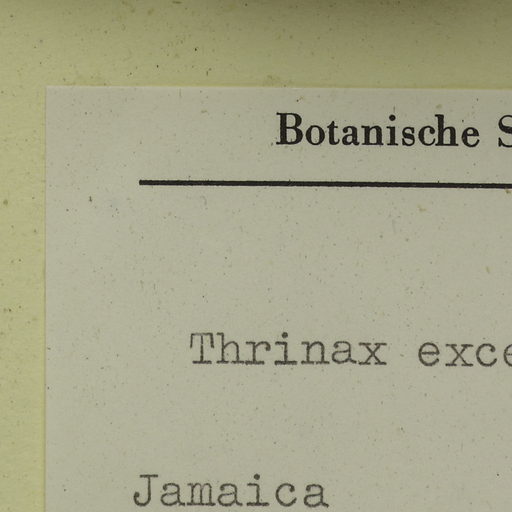 Botanische S
Thrinax exce
Jamaica